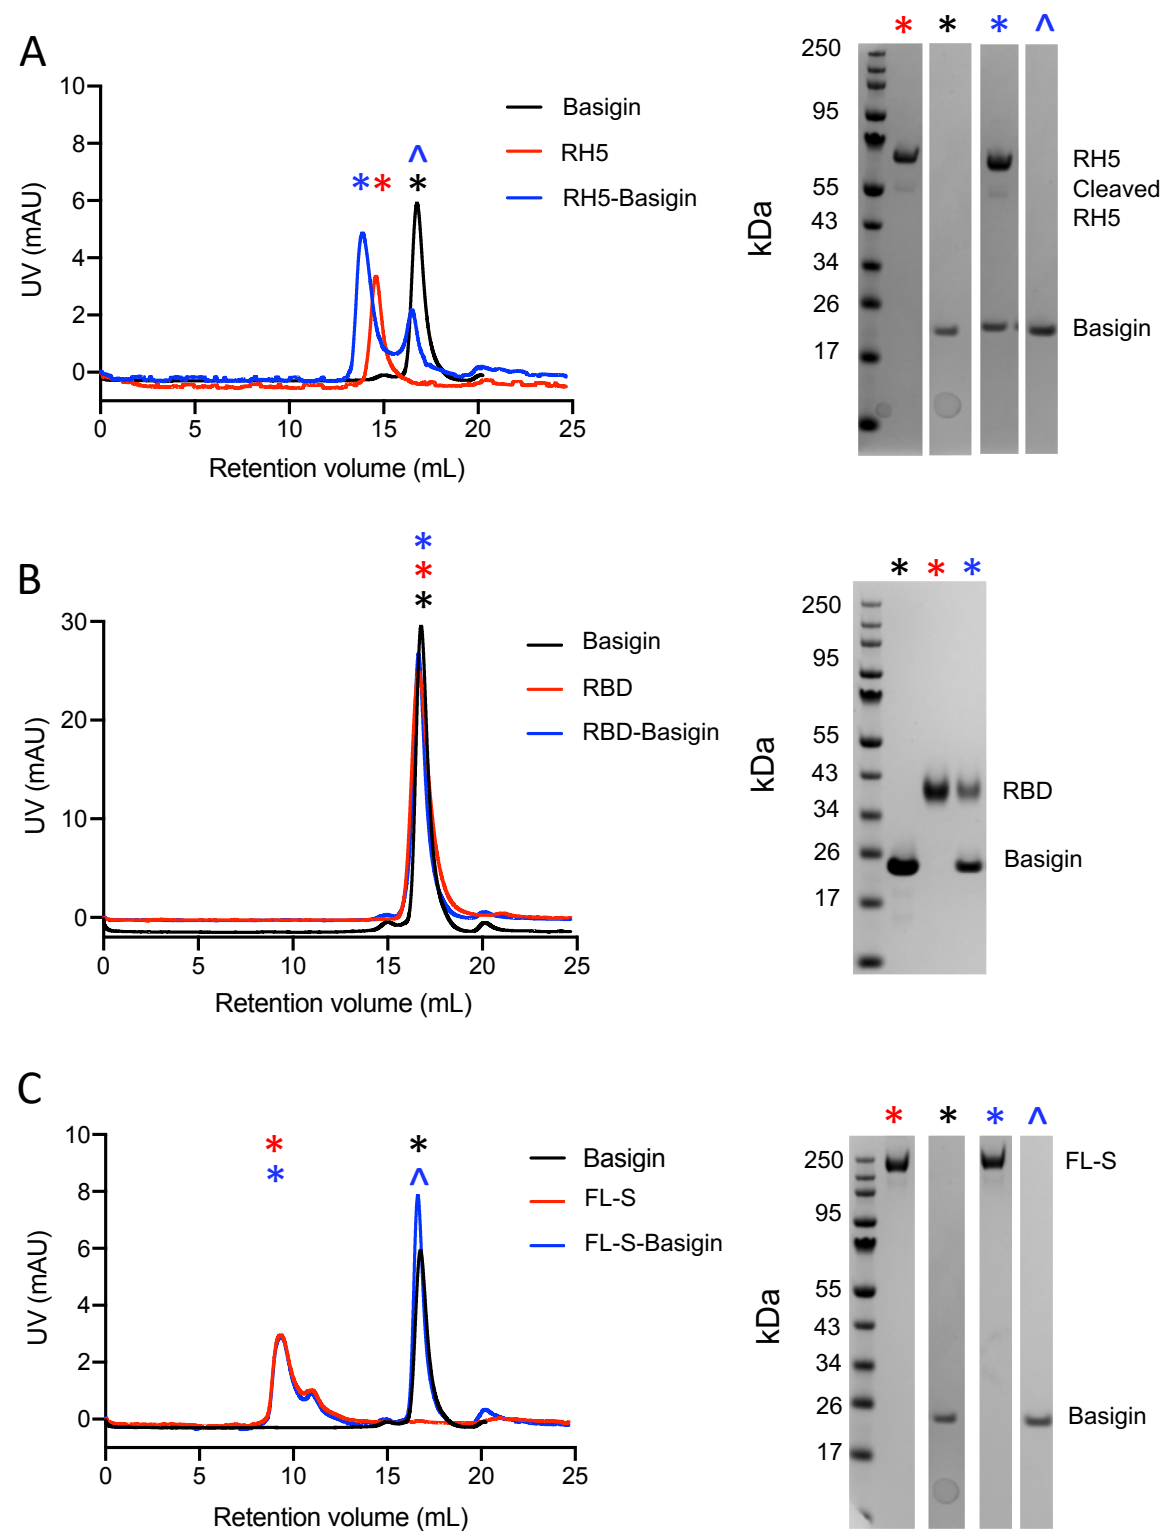 A
10
8
6
4
2
0
UV (mAU)
0 5 10 15 20 25
Retention volume (mL)
* * ^ *
Basigin
RH5
RH5-Basigin
* * * ^
kDa
250
95
55
43
34
26
17
RH5
Cleaved
RH5
Basigin
B
30
20
10
0
UV (mAU)
0 5 10 15 20 25
Retention volume (mL)
*
*
*
Basigin
RBD
RBD-Basigin
* * *
kDa
250
95
55
43
34
26
17
RBD
Basigin
C
10
8
6
4
2
0
UV (mAU)
0 5 10 15 20 25
Retention volume (mL)
* *
* ^
Basigin
FL-S
FL-S-Basigin
* * * ^
kDa
250
95
55
43
34
26
17
FL-S
Basigin